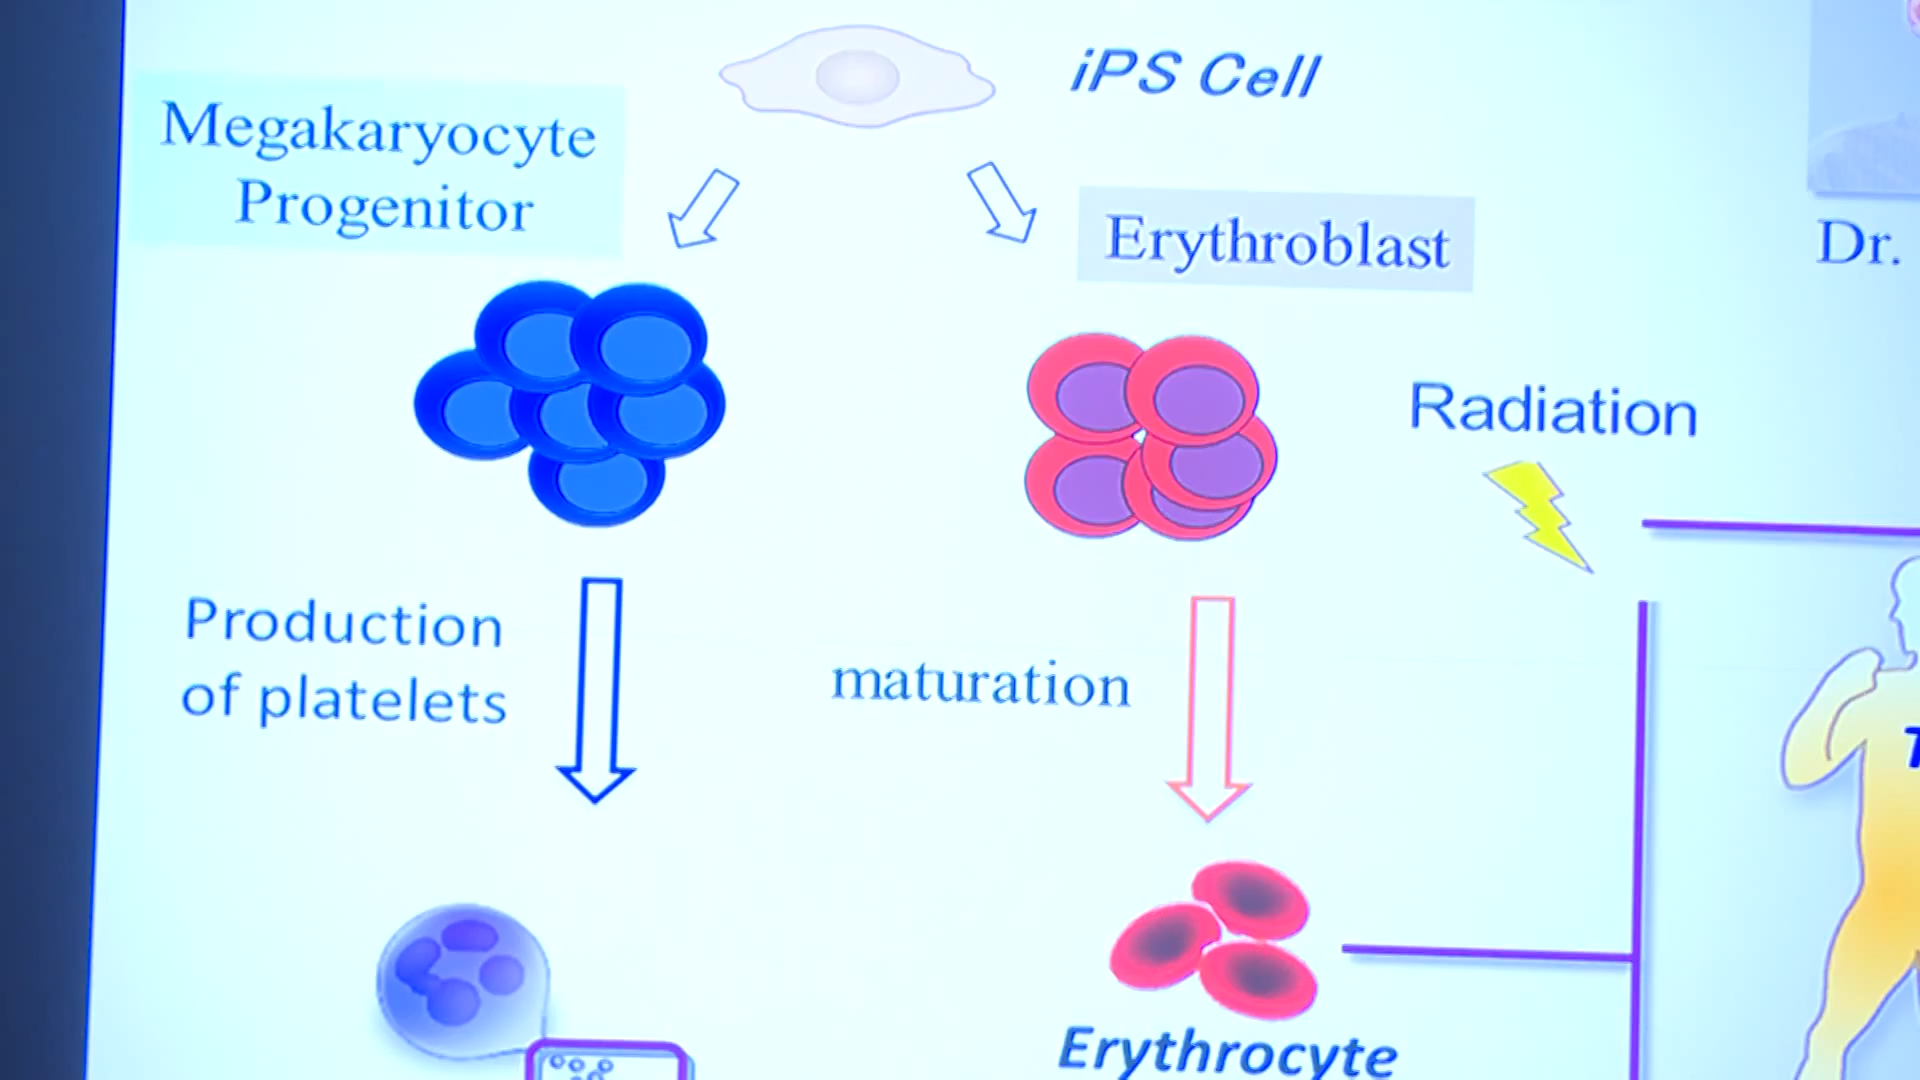 iPS Cell
Megakaryocyte
Progenitor
Erythroblast
Dr.
Radiation
Production
of platelets
maturation
Erythrocyte